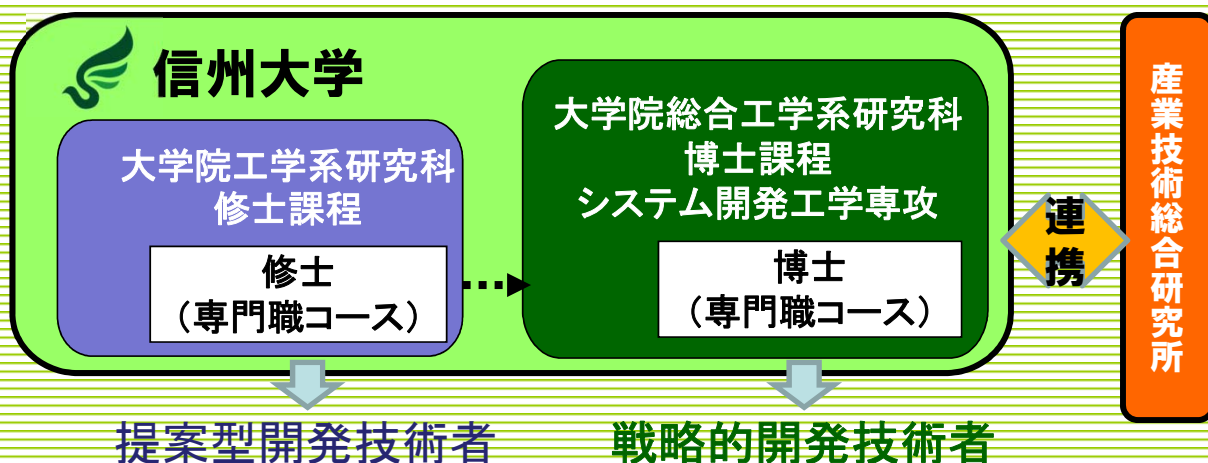 信州大学
大学院工学系研究科
修士課程
修士
（専門職コース）
大学院総合工学系研究科
博士課程
システム開発工学専攻
博士
（専門職コース）
連
携
産業技術総合研究所
提案型開発技術者
戦略的開発技術者